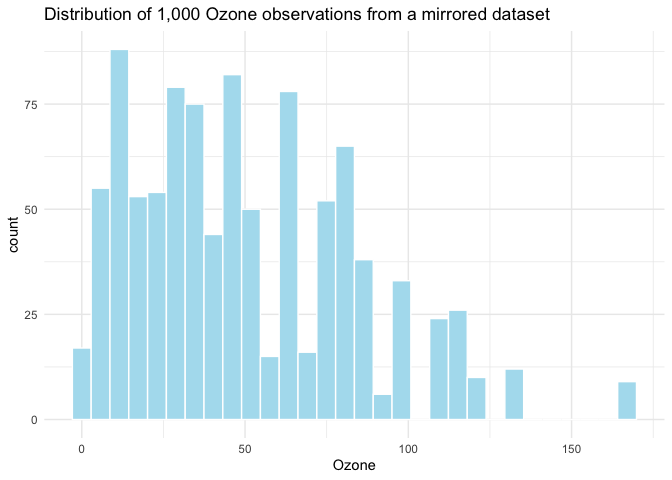 Distribution of 1,000 Ozone observations from a mirrored dataset
count
75
50
25
0
0 50 100 150
Ozone